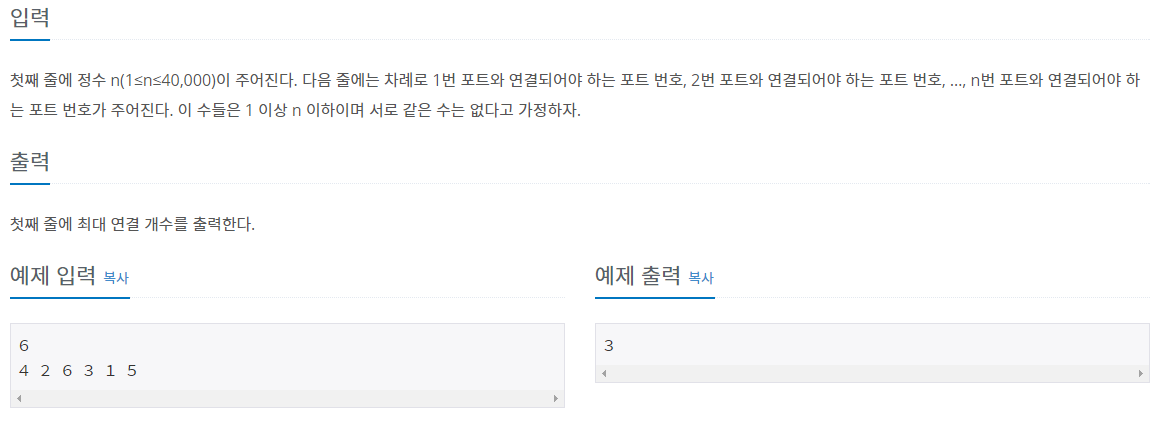 입력
첫째 줄에 정수 n(1≤n≤40,000)이 주어진다. 다음 줄에는 차례로 1번 포트와 연결되어야 하는 포트 번호, 2번 포트와 연결되어야 하는 포트 번호, …, n번 포트와 연결되어야 하
는 포트 번호가 주어진다. 이 수들은 1 이상 n 이하이며 서로 같은 수는 없다고 가정하자.
출력
첫째 줄에 최대 연결 개수를 출력한다.
예제 입력 복사
6
4 2 6 3 1 5
예제 출력 복사
3